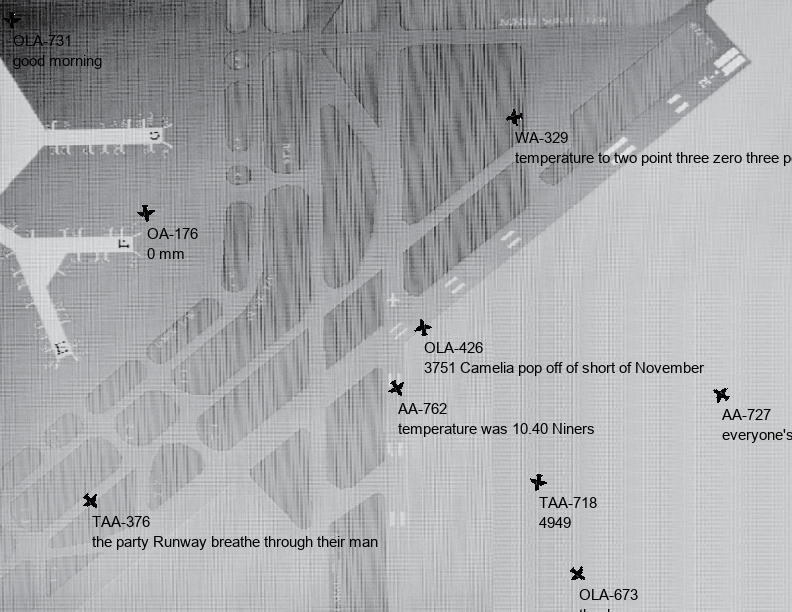 OLA-731
good morning
WA-329
temperature to two point three zero three p
OA-176
0 mm
OLA-426
3751 Camelia pop off of short of November
AA-762
temperature was 10.40 Niners
AA-727
everyone's
TAA-718
4949
TAA-376
the party Runway breathe through their man
OLA-673